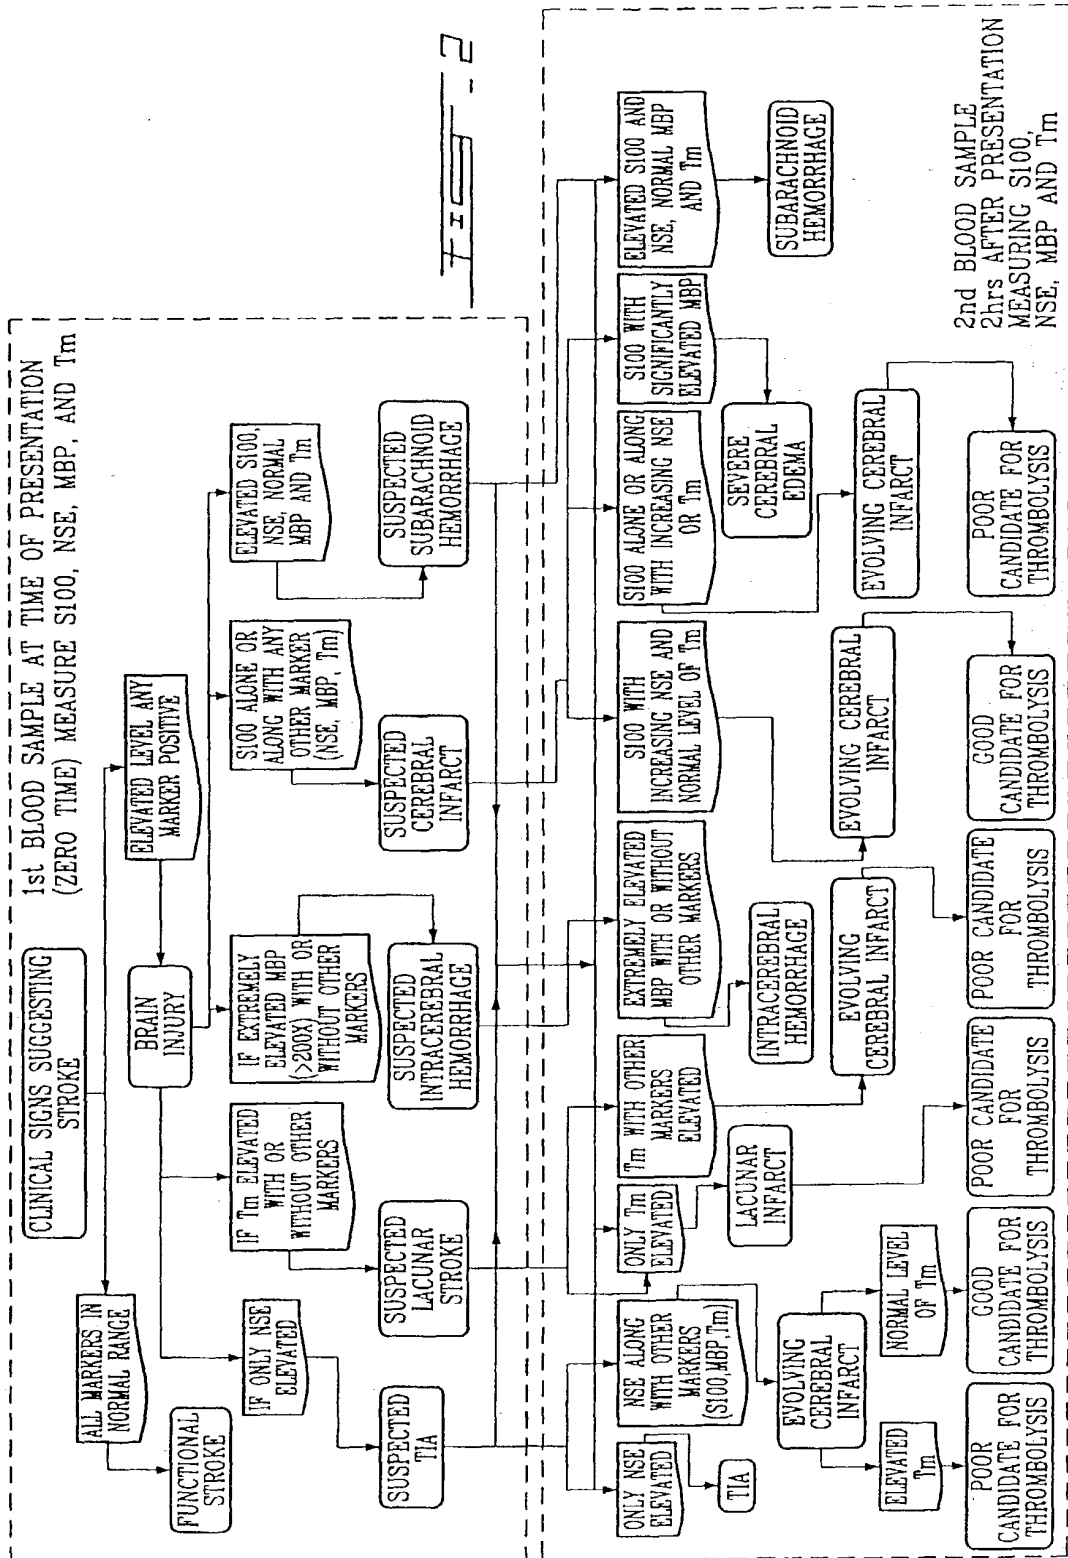 1st BLOOD SAMPLE AT TIME OF PRESENTATION
(ZERO TIME) MEASURE S100, NSE, MBP, AND Tm
CLINICAL SIGNS SUGGESTING
STROKE
ALL MARKERS IN
NORMAL RANGE
ELEVATED LEVEL ANY
MARKER POSITIVE
FUNCTIONAL
STROKE
BRAIN
INJURY
IF ONLY NSE
ELEVATED
IF Tm ELEVATED
WITH OR
WITHOUT OTHER
MARKERS
IF EXTREMELY
ELEVATED MBP
(>200X) WITH OR
WITHOUT OTHER
MARKERS
S100 ALONE OR
ALONG WITH ANY
OTHER MARKER
(NSE, MBP, Tm)
ELEVATED S100,
NSE, NORMAL
MBP AND Tm
SUSPECTED
TIA
SUSPECTED
LACUNAR
STROKE
SUSPECTED
INTRACEREBRAL
HEMORRHAGE
SUSPECTED
CEREBRAL
INFARCT
SUSPECTED
SUBARACHNOID
HEMORRHAGE
FIG. 2
ONLY NSE
ELEVATED
NSE ALONG
WITH OTHER
MARKERS
(S100,MBP,Tm)
ONLY Tm
ELEVATED
Tm WITH OTHER
MARKERS
ELEVATED
EXTREMELY ELEVATED
MBP WITH OR WITHOUT
OTHER MARKERS
S100 WITH
INCREASING NSE AND
NORMAL LEVEL OF Tm
S100 ALONE OR ALONG
WITH INCREASING NSE
OR Tm
S100 WITH
SIGNIFICANTLY
ELEVATED MBP
ELEVATED S100 AND
NSE, NORMAL MBP
AND Tm
TIA
LACUNAR
INFARCT
INTRACEREBRAL
HEMORRHAGE
SEVERE
CEREBRAL
EDEMA
SUBARACHNOID
HEMORRHAGE
EVOLVING
CEREBRAL
INFARCT
EVOLVING
CEREBRAL INFARCT
EVOLVING CEREBRAL
INFARCT
EVOLVING CEREBRAL
INFARCT
ELEVATED
Tm
NORMAL LEVEL
OF Tm
POOR
CANDIDATE FOR
THROMBOLYSIS
GOOD
CANDIDATE FOR
THROMBOLYSIS
POOR CANDIDATE
FOR
THROMBOLYSIS
POOR CANDIDATE
FOR
THROMBOLYSIS
GOOD
CANDIDATE FOR
THROMBOLYSIS
POOR
CANDIDATE FOR
THROMBOLYSIS
2nd BLOOD SAMPLE
2hrs AFTER PRESENTATION
MEASURING S100,
NSE, MBP AND Tm